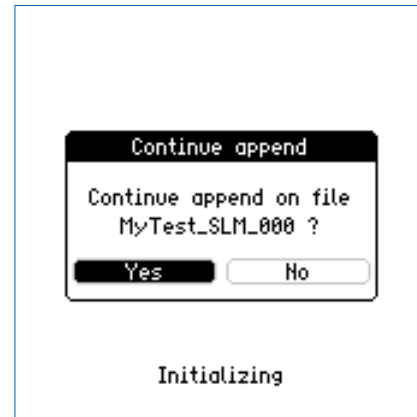 Continue append
Continue append on file
MyTest_SLM_000 ?
Yes No
Initializing